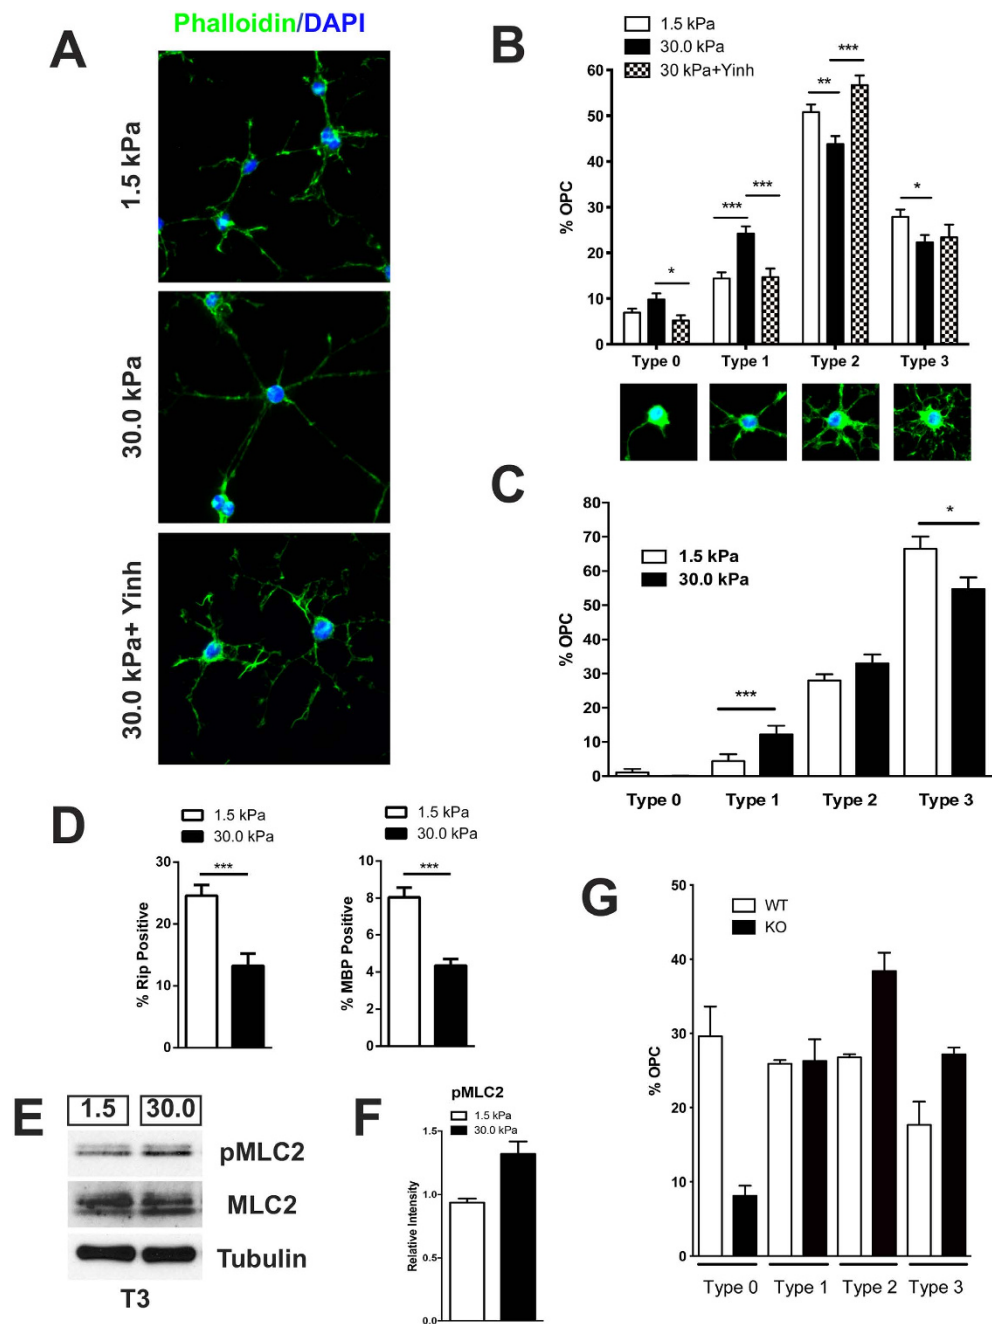 A
Phalloidin/DAPI
1.5 kPa
30.0 kPa
30.0 kPa+ Yinh
B
1.5 kPa
30.0 kPa
30 kPa+Yinh
% OPC
60
50
40
30
20
10
0
*
***
***
**
***
*
Type 0
Type 1
Type 2
Type 3
C
1.5 kPa
30.0 kPa
% OPC
80
70
60
50
40
30
20
10
0
***
*
Type 0
Type 1
Type 2
Type 3
D
1.5 kPa
30.0 kPa
% Rip Positive
30
20
10
0
***
1.5 kPa
30.0 kPa
% MBP Positive
10
8
6
4
2
0
***
E
1.5
30.0
pMLC2
MLC2
Tubulin
T3
F
pMLC2
1.5 kPa
30.0 kPa
Relative Intensity
1.5
1.0
0.5
0.0
G
WT
KO
% OPC
50
40
30
20
10
0
Type 0
Type 1
Type 2
Type 3